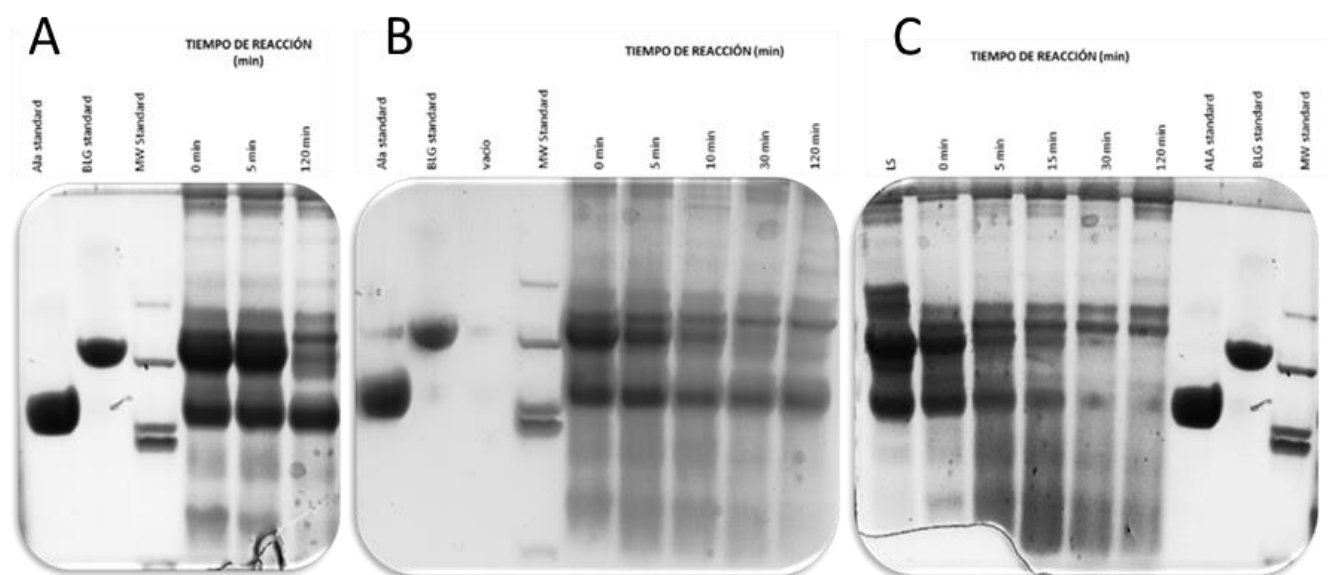 A
TIEMPO DE REACCIÓN
(min)
Ala standard
BLG standard
MW Standard
0 min
5 min
120 min
B
TIEMPO DE REACCIÓN (min)
Ala standard
BLG standard
vacio
MW Standard
0 min
5 min
10 min
30 min
120 min
C
TIEMPO DE REACCIÓN (min)
LS
0 min
5 min
15 min
30 min
120 min
ALA standard
BLG standard
MW standard